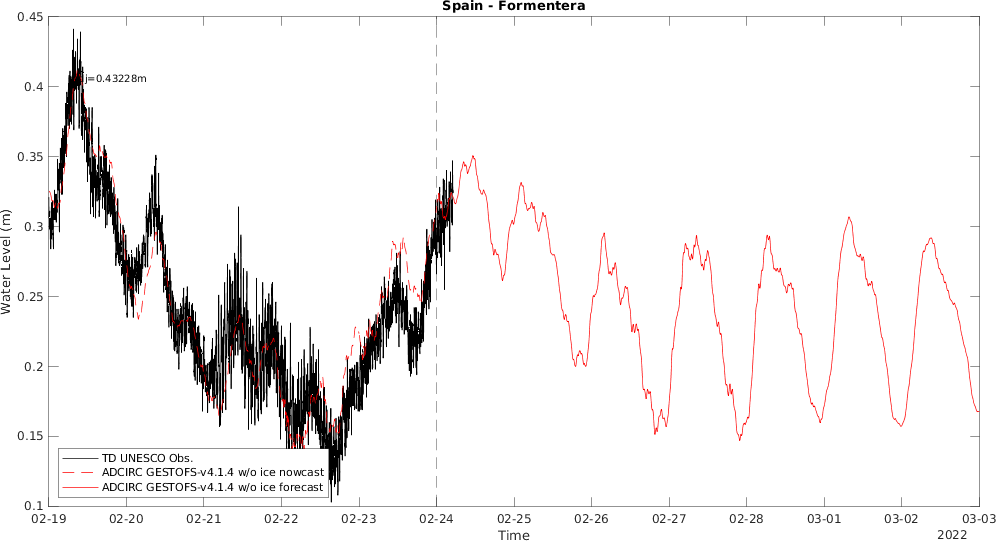 Spain - Formentera
0.45
0.4
0.35
0.3
0.25
0.2
0.15
0.1
Water Level (m)
j=0.43228m
TD UNESCO Obs.
ADCIRC GESTOFS-v4.1.4 w/o ice nowcast
ADCIRC GESTOFS-v4.1.4 w/o ice forecast
02-19 02-20 02-21 02-22 02-23 02-24 02-25 02-26 02-27 02-28 03-01 03-02 03-03
Time
2022